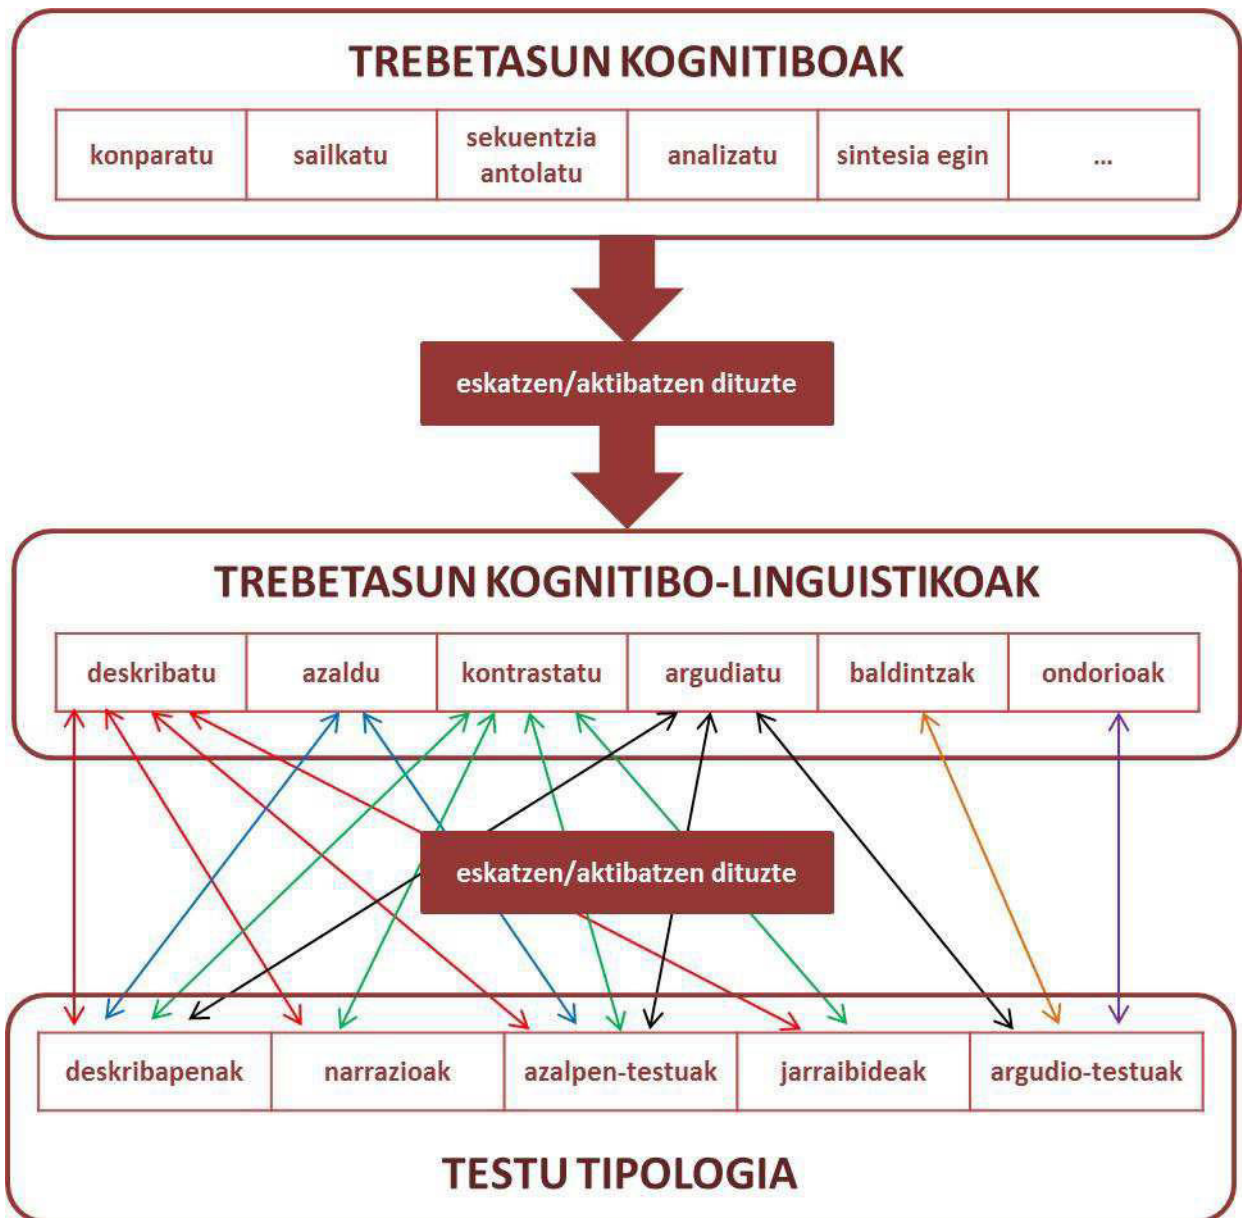 TREBETASUN KOGNITIBOAK
konparatu
sailkatu
sekuentzia
antolatu
analizatu
sintesia egin
...
eskatzen/aktibatzen dituzte
TREBETASUN KOGNITIBO-LINGUISTIKOAK
deskribatu
azaldu
kontrastatu
argudiatu
baldintzak
ondorioak
eskatzen/aktibatzen dituzte
deskribapenak
narrazioak
azalpen-testuak
jarraibideak
argudio-testuak
TESTU TIPOLOGIA